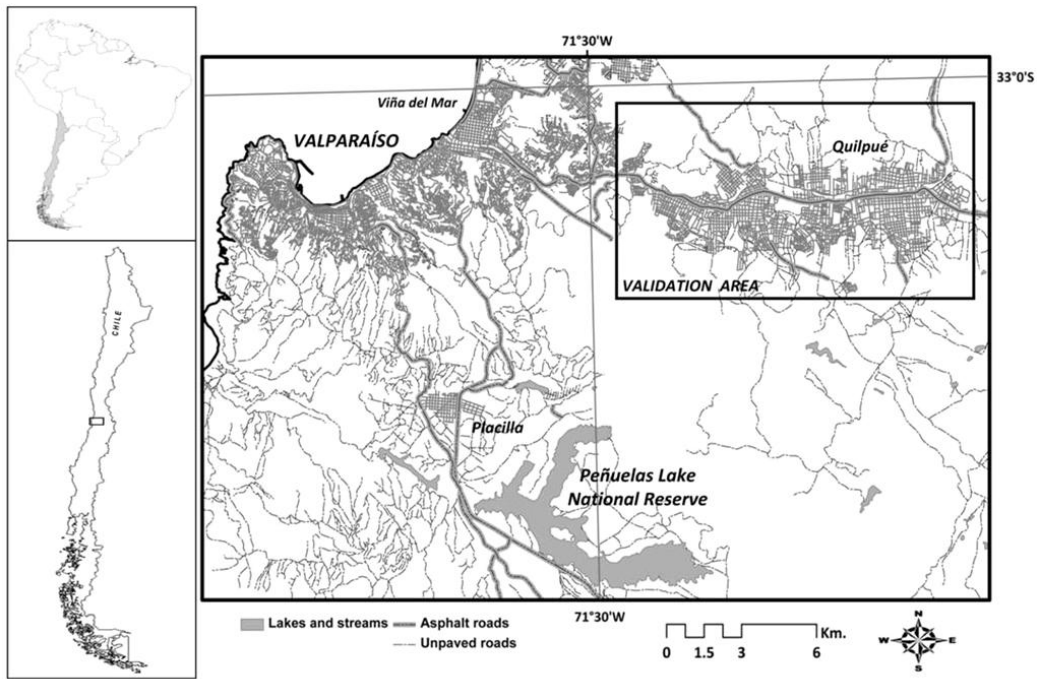 71°30'W
33°0'S
Viña del Mar
VALPARAÍSO
Quilpué
VALIDATION AREA
CHILE
Placilla
Peñuelas Lake
National Reserve
71°30'W
Lakes and streams
Asphalt roads
Unpaved roads
0 1.5 3 6 Km.
N
W E
S